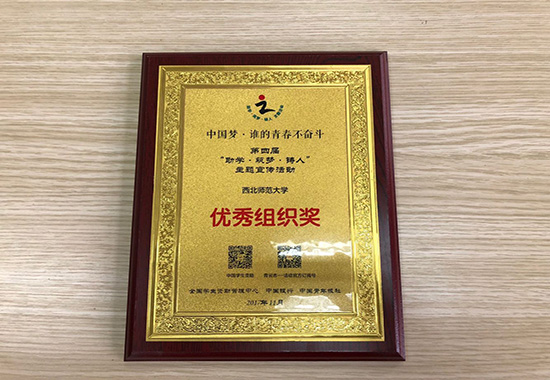 中国梦·谁的青春不奋斗
第四届
“助学·筑梦·铸人”
主题宣传活动
西北师范大学
优秀组织奖
中国学生资助
全国学生资助管理中心 中国银行 中国青年报社
2017年11月